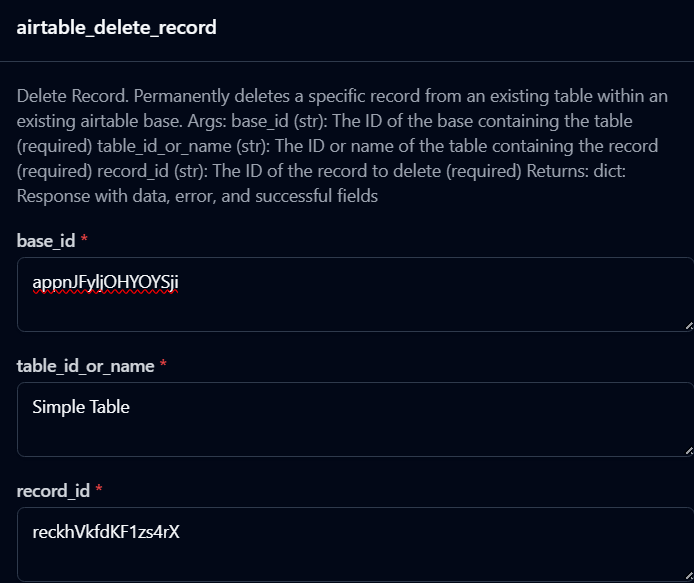 airtable_delete_record
Delete Record. Permanently deletes a specific record from an existing table within an
existing airtable base. Args: base_id (str): The ID of the base containing the table
(required) table_id_or_name (str): The ID or name of the table containing the record
(required) record_id (str): The ID of the record to delete (required) Returns: dict:
Response with data, error, and successful fields
base_id *
appnJFyljOHYOYSji
table_id_or_name *
Simple Table
record_id *
reckhVkfdKF1zs4rX